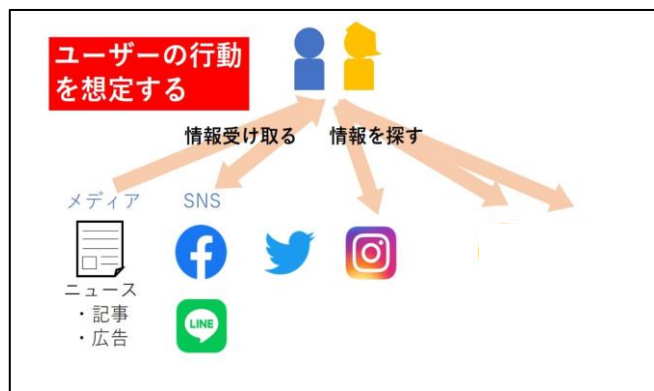 ユーザーの行動
を想定する
情報受け取る
情報を探す
メディア
SNS
ニュース
・記事
・広告
LINE